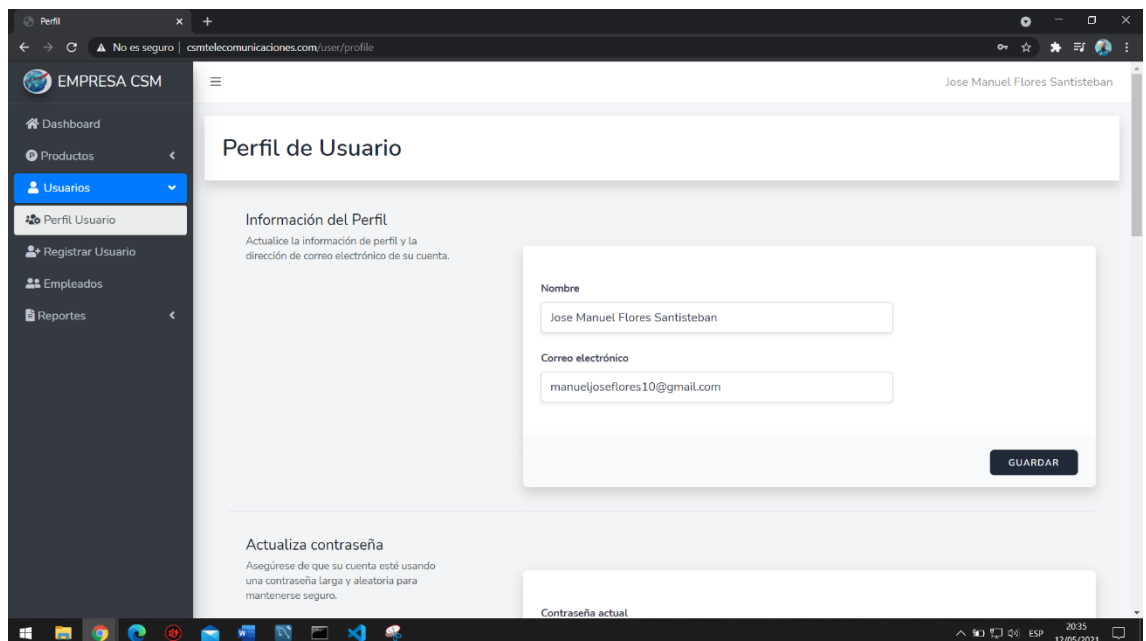 Perfil
No es seguro | csmtelecomunicaciones.com/user/profile
EMPRESA CSM
Jose Manuel Flores Santisteban
Dashboard
Productos
Usuarios
Perfil Usuario
Registrar Usuario
Empleados
Reportes
Perfil de Usuario
Información del Perfil
Actualice la información de perfil y la
dirección de correo electrónico de su cuenta.
Nombre
Jose Manuel Flores Santisteban
Correo electrónico
manueljoseflores10@gmail.com
GUARDAR
Actualiza contraseña
Asegúrese de que su cuenta esté usando
una contraseña larga y aleatoria para
mantenerse seguro.
Contraseña actual
ESP
20:35
12/05/2021